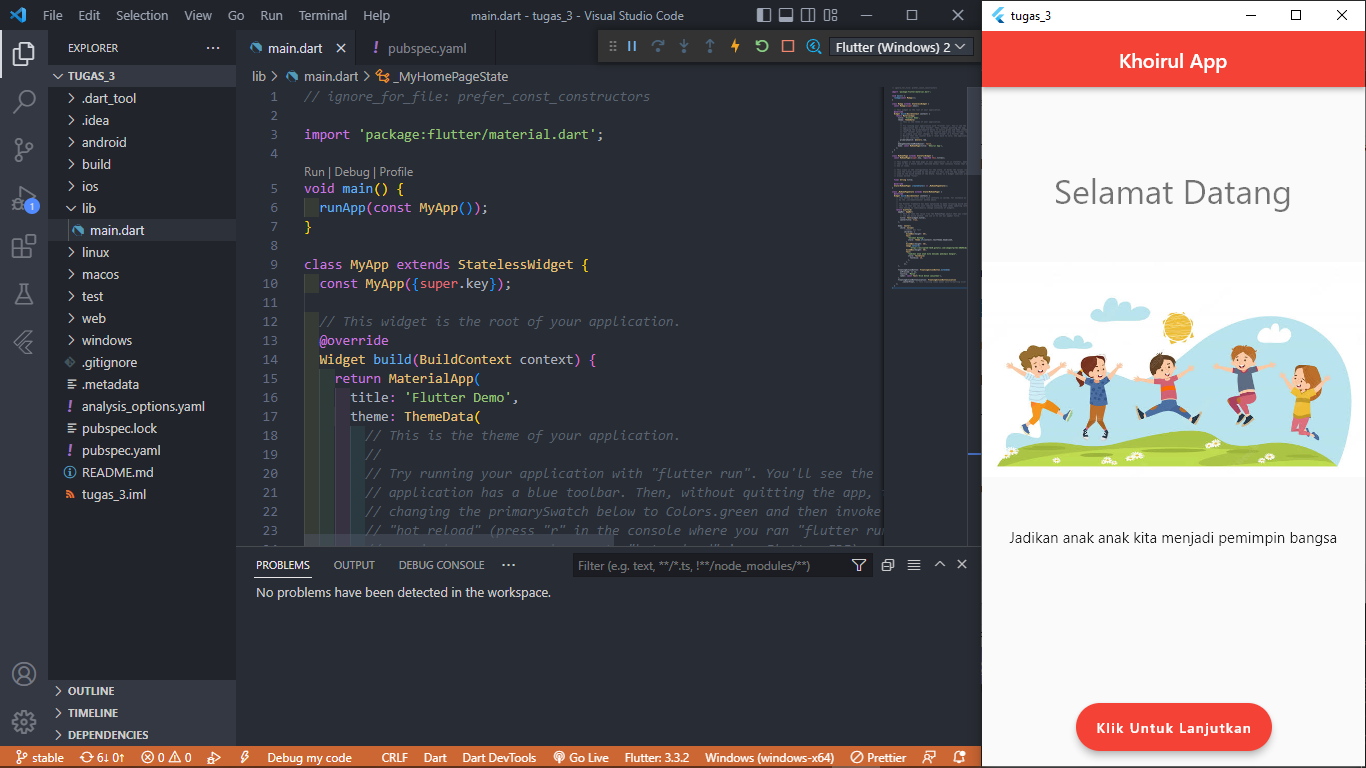 File Edit Selection View Go Run Terminal Help
main.dart - tugas_3 - Visual Studio Code
EXPLORER
TUGAS_3
.dart_tool
.idea
android
build
ios
lib
main.dart
linux
macos
test
web
windows
.gitignore
.metadata
analysis_options.yaml
pubspec.lock
pubspec.yaml
README.md
tugas_3.iml
OUTLINE
TIMELINE
DEPENDENCIES
1
main.dart
pubspec.yaml
Flutter (Windows) 2
lib > main.dart > _MyHomePageState
1 // ignore_for_file: prefer_const_constructors
2
3 import 'package:flutter/material.dart';
4
Run | Debug | Profile
5 void main() {
6 runApp(const MyApp());
7 }
8
9 class MyApp extends StatelessWidget {
10 const MyApp({super.key});
11
12 // This widget is the root of your application.
13 @override
14 Widget build(BuildContext context) {
15 return MaterialApp(
16 title: 'Flutter Demo',
17 theme: ThemeData(
18 // This is the theme of your application.
19 //
20 // Try running your application with "flutter run". You'll see the
21 // application has a blue toolbar. Then, without quitting the app,
22 // changing the primarySwatch below to Colors.green and then invoke
23 // "hot reload" (press "r" in the console where you ran "flutter ru
PROBLEMS OUTPUT DEBUG CONSOLE
Filter (e.g. text, **/*.ts, !**/node_modules/**)
No problems have been detected in the workspace.
stable 6↓ 0↑ 0 0 Debug my code CRLF Dart Dart DevTools Go Live Flutter: 3.3.2 Windows (windows-x64) Prettier
tugas_3
Khoirul App
Selamat Datang
Jadikan anak anak kita menjadi pemimpin bangsa
Klik Untuk Lanjutkan